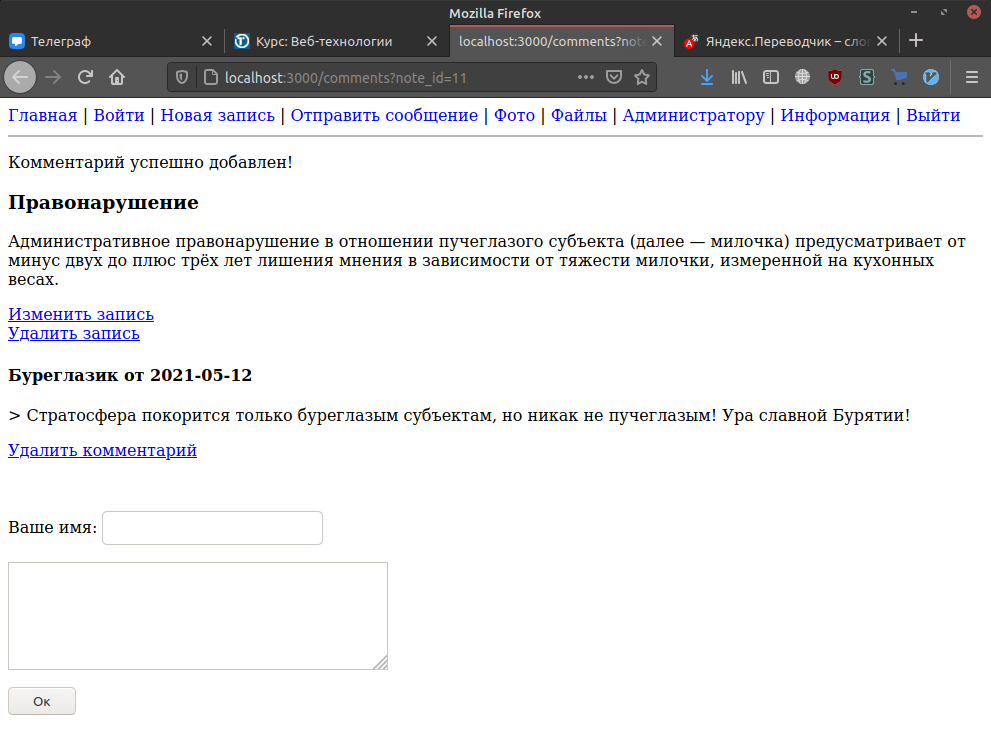 Mozilla Firefox
Телеграф
Курс: Веб-технологии
localhost:3000/comments?note
Яндекс.Переводчик – сло
localhost:3000/comments?note_id=11
Главная | Войти | Новая запись | Отправить сообщение | Фото | Файлы | Администратору | Информация | Выйти
Комментарий успешно добавлен!
Правонарушение
Административное правонарушение в отношении пучеглазого субъекта (далее — милочка) предусматривает от
минус двух до плюс трёх лет лишения мнения в зависимости от тяжести милочки, измеренной на кухонных
весах.
Изменить запись
Удалить запись
Буреглазик от 2021-05-12
> Стратосфера покорится только буреглазым субъектам, но никак не пучеглазым! Ура славной Бурятии!
Удалить комментарий
Ваше имя:
Ок